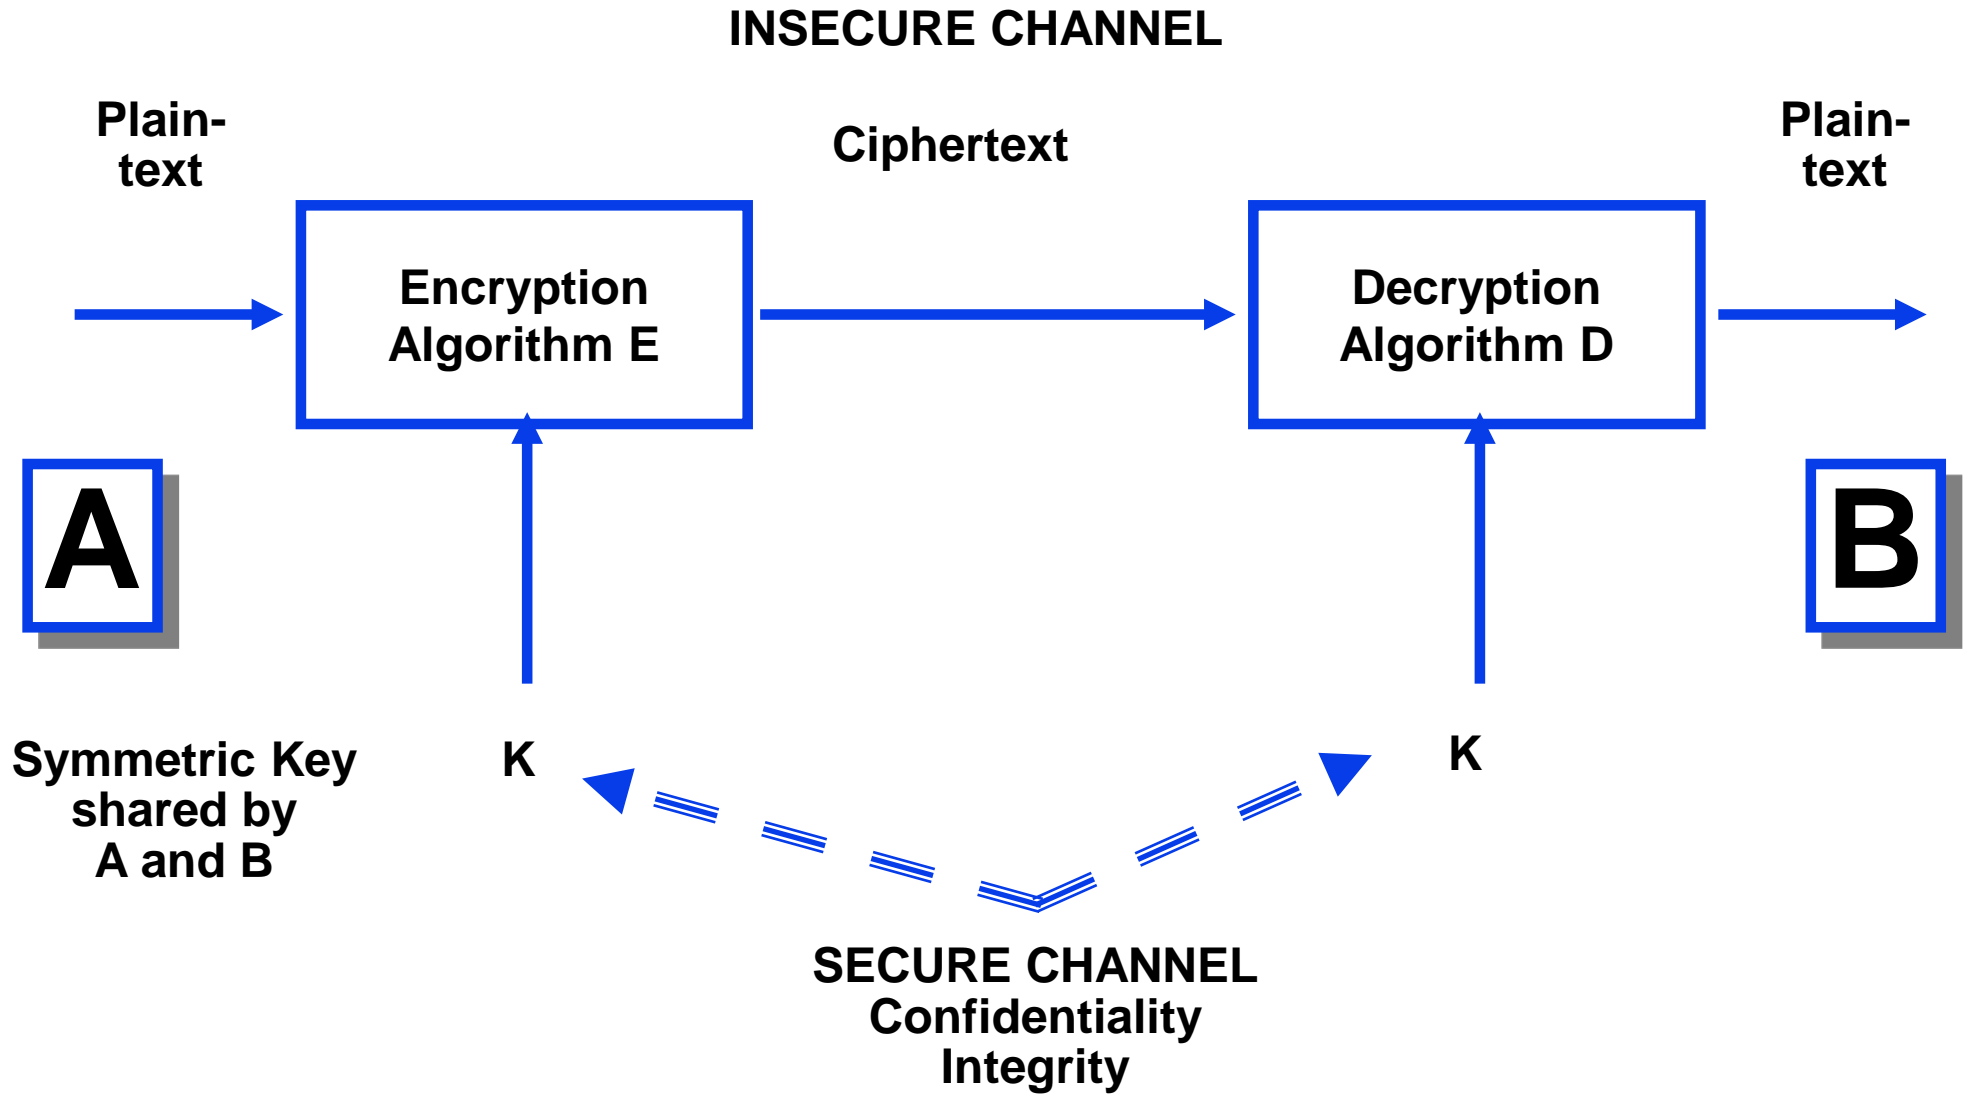 INSECURE CHANNEL
Plain-
text
Ciphertext
Plain-
text
Encryption
Algorithm E
Decryption
Algorithm D
A
B
Symmetric Key
shared by
A and B
K
K
SECURE CHANNEL
Confidentiality
Integrity